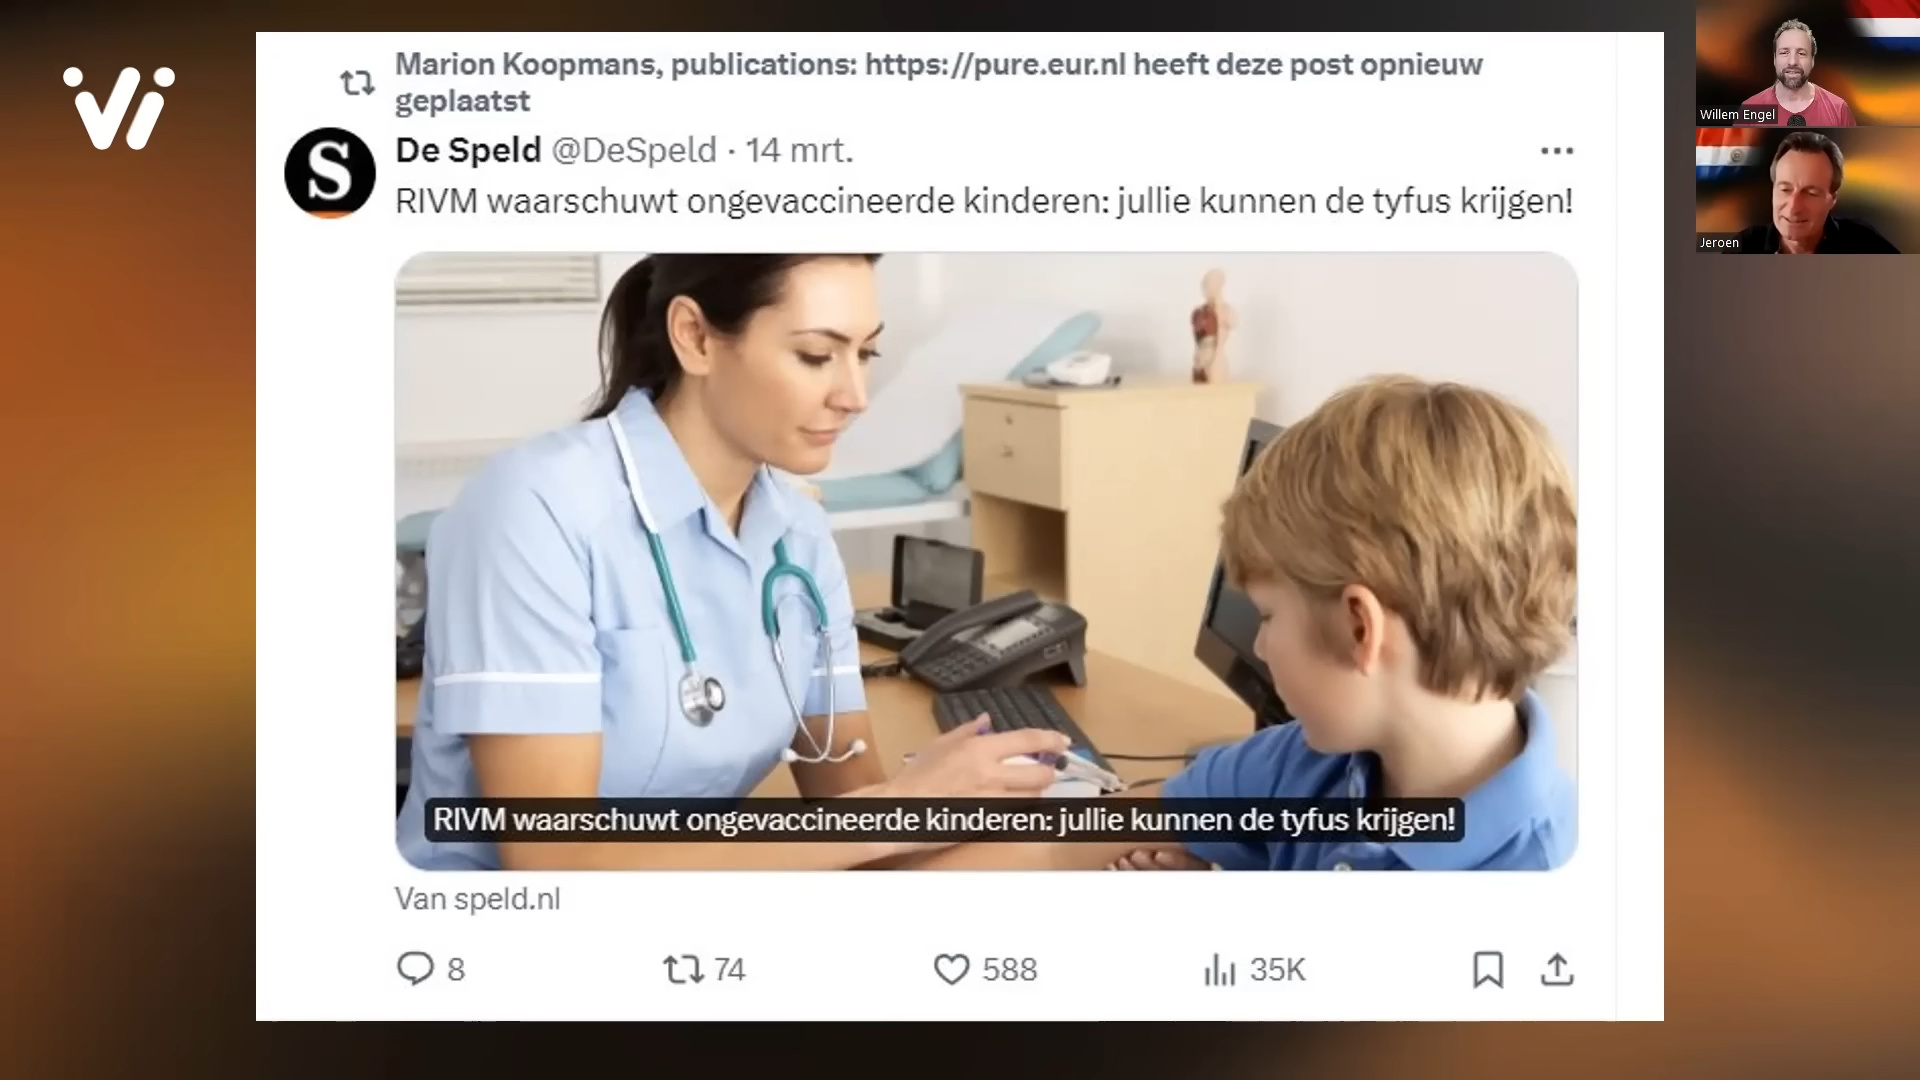 Marion Koopmans, publications: https://pure.eur.nl heeft deze post opnieuw
geplaatst
De Speld @DeSpeld · 14 mrt.
RIVM waarschuwt ongevaccineerde kinderen: jullie kunnen de tyfus krijgen!
RIVM waarschuwt ongevaccineerde kinderen: jullie kunnen de tyfus krijgen!
Van speld.nl
8 74 588 35K
Willem Engel
Jeroen